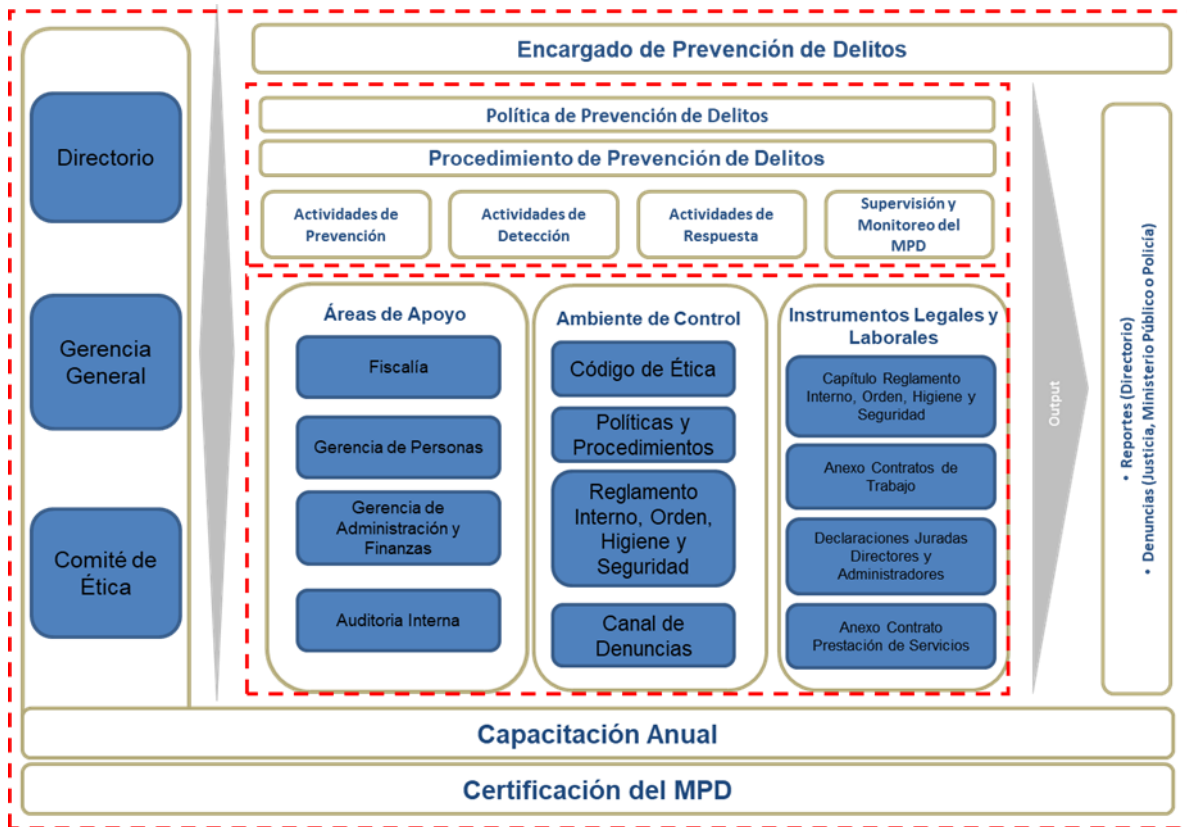 Encargado de Prevención de Delitos
Directorio
Gerencia
General
Comité de
Ética
Política de Prevención de Delitos
Procedimiento de Prevención de Delitos
Actividades de
Prevención
Actividades de
Detección
Actividades de
Respuesta
Supervisión y
Monitoreo del
MPD
Áreas de Apoyo
Fiscalía
Gerencia de Personas
Gerencia de
Administración y
Finanzas
Auditoria Interna
Ambiente de Control
Código de Ética
Políticas y
Procedimientos
Reglamento
Interno, Orden,
Higiene y
Seguridad
Canal de
Denuncias
Instrumentos Legales y
Laborales
Capítulo Reglamento
Interno, Orden, Higiene y
Seguridad
Anexo Contratos de
Trabajo
Declaraciones Juradas
Directores y
Administradores
Anexo Contrato
Prestación de Servicios
Output
• Reportes (Directorio)
• Denuncias (Justicia, Ministerio Público o Policía)
Capacitación Anual
Certificación del MPD